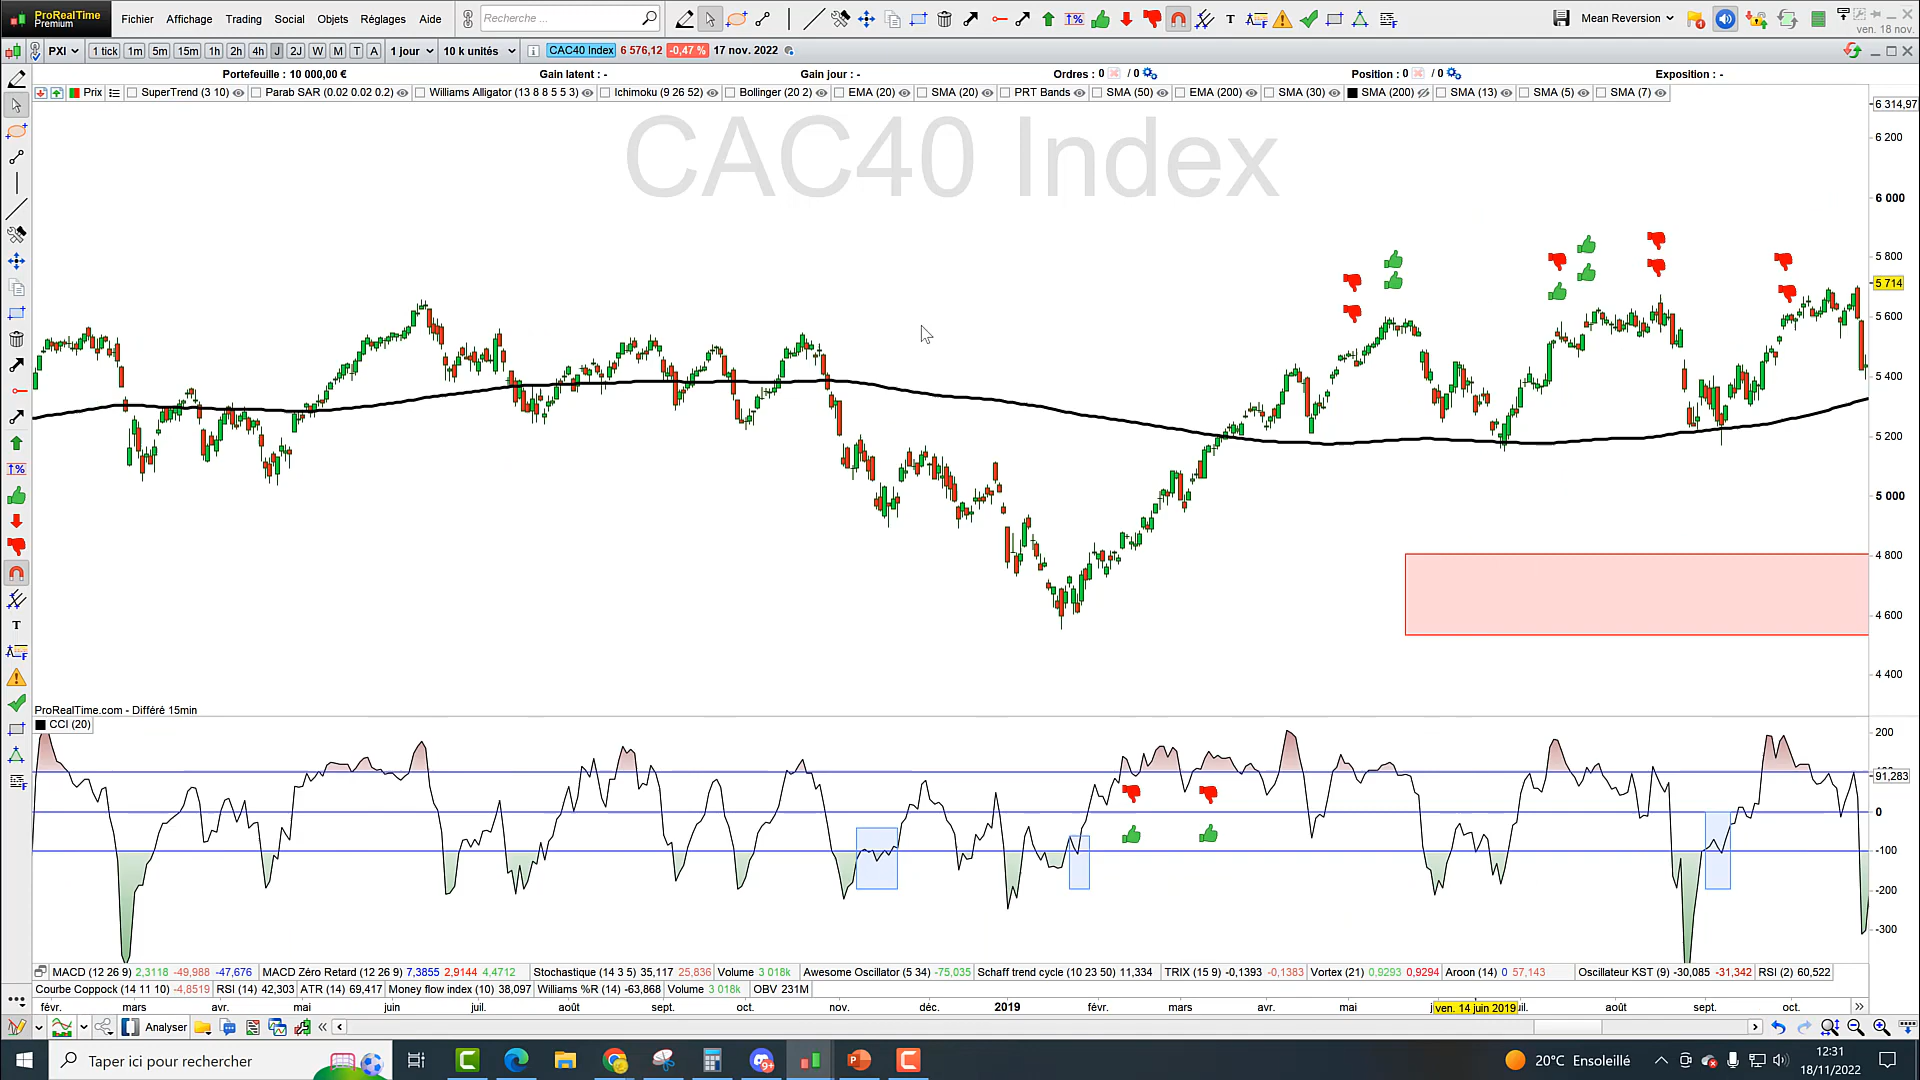 ProRealTime
Premium
Fichier Affichage Trading Social Objets Réglages Aide
Recherche ...
Mean Reversion
ven. 18 nov.
PXI 1 tick 1m 5m 15m 1h 2h 4h J 2J W M T A 1 jour 10 k unités CAC40 Index 6 576,12 -0,47 % 17 nov. 2022
Portefeuille : 10 000,00 € Gain latent : - Gain jour : - Ordres : 0 / 0 Position : 0 / 0 Exposition : -
Prix SuperTrend (3 10) Parab SAR (0.02 0.02 0.2) Williams Alligator (13 8 8 5 5 3) Ichimoku (9 26 52) Bollinger (20 2) EMA (20) SMA (20) PRT Bands SMA (50) EMA (200) SMA (30) SMA (200) SMA (13) SMA (5) SMA (7)
CAC40 Index
6 314,97
6 200
6 000
5 800
5 714
5 600
5 400
5 200
5 000
4 800
4 600
4 400
ProRealTime.com - Différé 15min
CCI (20)
200
91,283
0
-100
-200
-300
MACD (12 26 9) 2,3118 -49,988 -47,676 MACD Zéro Retard (12 26 9) 7,3855 2,9144 4,4712 Stochastique (14 3 5) 35,117 25,836 Volume 3 018k Awesome Oscillator (5 34) -75,035 Schaff trend cycle (10 23 50) 11,334 TRIX (15 9) -0,1393 -0,1383 Vortex (21) 0,9293 0,9294 Aroon (14) 0 57,143 Oscillateur KST (9) -30,085 -31,342 RSI (2) 60,522
Courbe Coppock (14 11 10) -4,8519 RSI (14) 42,303 ATR (14) 69,417 Money flow index (10) 38,097 Williams %R (14) -63,868 Volume 3 018k OBV 231M
févr. mars avr. mai juin juil. août sept. oct. nov. déc. 2019 févr. mars avr. mai ven. 14 juin 2019 uil. août sept. oct.
Analyser
Taper ici pour rechercher
20°C Ensoleillé
12:31
18/11/2022